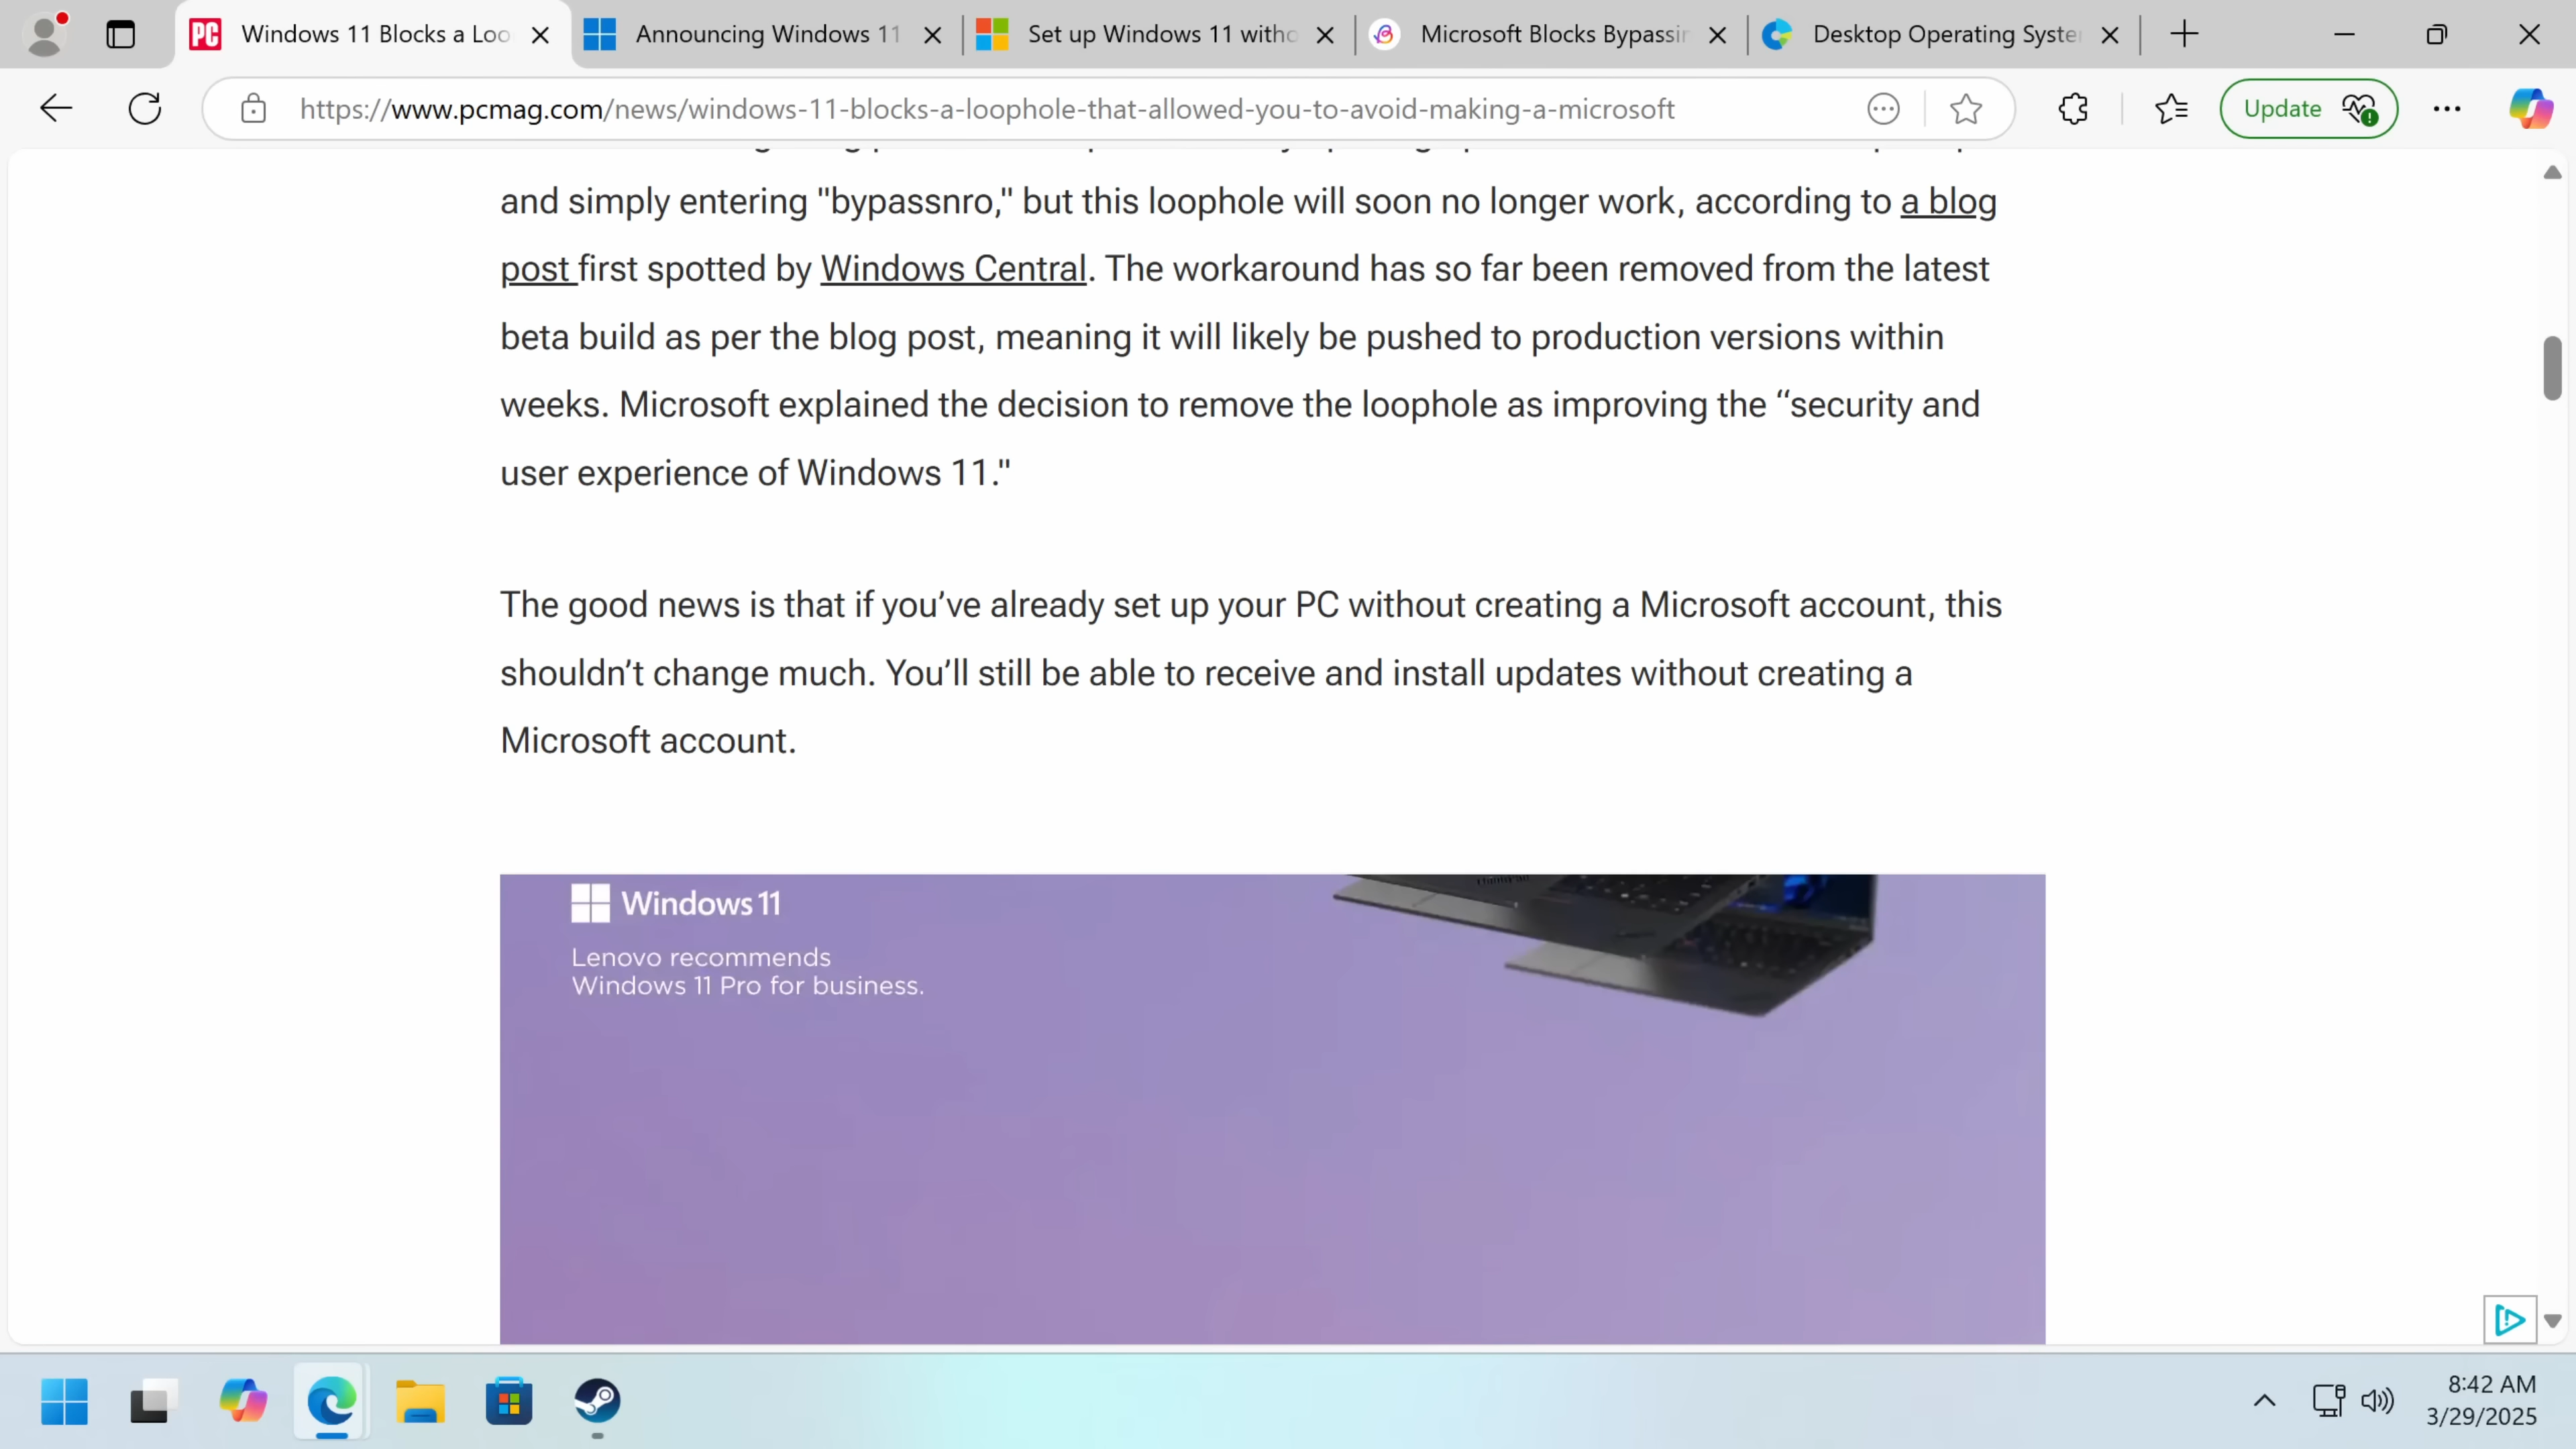 PC Windows 11 Blocks a Loo
Announcing Windows 11
Set up Windows 11 witho
Microsoft Blocks Bypassin
Desktop Operating Syste
https://www.pcmag.com/news/windows-11-blocks-a-loophole-that-allowed-you-to-avoid-making-a-microsoft
Update
and simply entering "bypassnro," but this loophole will soon no longer work, according to a blog
post first spotted by Windows Central. The workaround has so far been removed from the latest
beta build as per the blog post, meaning it will likely be pushed to production versions within
weeks. Microsoft explained the decision to remove the loophole as improving the “security and
user experience of Windows 11."
The good news is that if you’ve already set up your PC without creating a Microsoft account, this
shouldn’t change much. You’ll still be able to receive and install updates without creating a
Microsoft account.
Windows 11
Lenovo recommends
Windows 11 Pro for business.
8:42 AM
3/29/2025